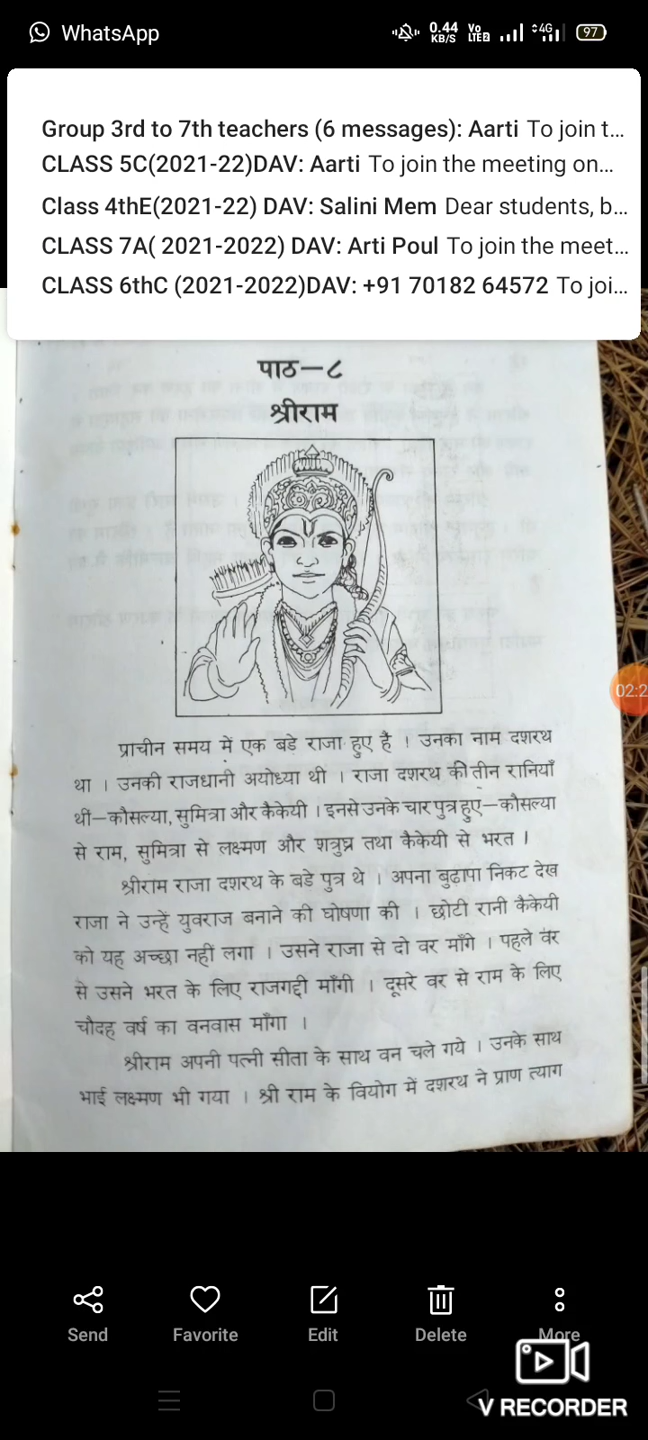 WhatsApp
0.44 KB/S Vo LTE2 4G 97
Group 3rd to 7th teachers (6 messages): Aarti To join t...
CLASS 5C(2021-22)DAV: Aarti To join the meeting on...
Class 4thE(2021-22) DAV: Salini Mem Dear students, b...
CLASS 7A( 2021-2022) DAV: Arti Poul To join the meet...
CLASS 6thC (2021-2022)DAV: +91 70182 64572 To joi...
पाठ—८
श्रीराम
02:2
प्राचीन समय में एक बडे राजा हुए है । उनका नाम दशरथ
था । उनकी राजधानी अयोध्या थी । राजा दशरथ की तीन रानियाँ
थीं—कौसल्या, सुमित्रा और कैकेयी । इनसे उनके चार पुत्र हुए—कौसल्या
से राम, सुमित्रा से लक्ष्मण और शत्रुघ्न तथा कैकेयी से भरत ।
श्रीराम राजा दशरथ के बडे पुत्र थे । अपना बुढापा निकट देख
राजा ने उन्हें युवराज बनाने की घोषणा की । छोटी रानी कैकेयी
को यह अच्छा नहीं लगा । उसने राजा से दो वर माँगे । पहले वर
से उसने भरत के लिए राजगद्दी माँगी । दूसरे वर से राम के लिए
चौदह वर्ष का वनवास माँगा ।
श्रीराम अपनी पत्नी सीता के साथ वन चले गये । उनके साथ
भाई लक्ष्मण भी गया । श्री राम के वियोग में दशरथ ने प्राण त्याग
Send Favorite Edit Delete More
V RECORDER